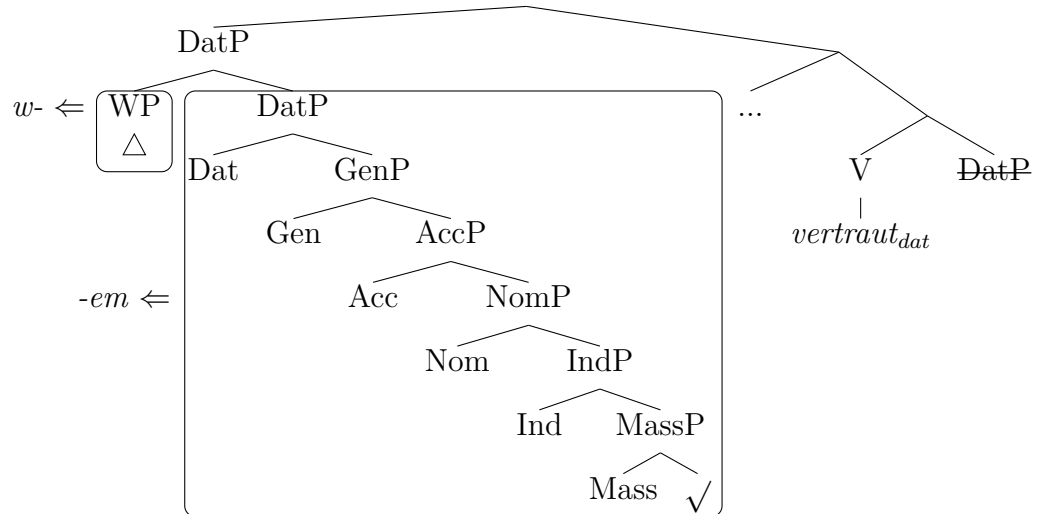 DatP
w- ⇐ WP DatP ...
△
Dat GenP V DatP
Gen AccP vertraut_dat
-em ⇐ Acc NomP
Nom IndP
Ind MassP
Mass √